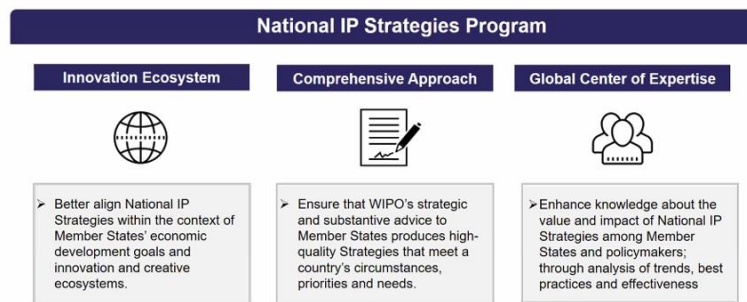 National IP Strategies Program
Innovation Ecosystem
Comprehensive Approach
Global Center of Expertise
➢ Better align National IP
Strategies within the context of
Member States' economic
development goals and
innovation and creative
ecosystems.
➢ Ensure that WIPO's strategic
and substantive advice to
Member States produces high-
quality Strategies that meet a
country's circumstances,
priorities and needs.
➢ Enhance knowledge about the
value and impact of National IP
Strategies among Member
States and policymakers;
through analysis of trends, best
practices and effectiveness